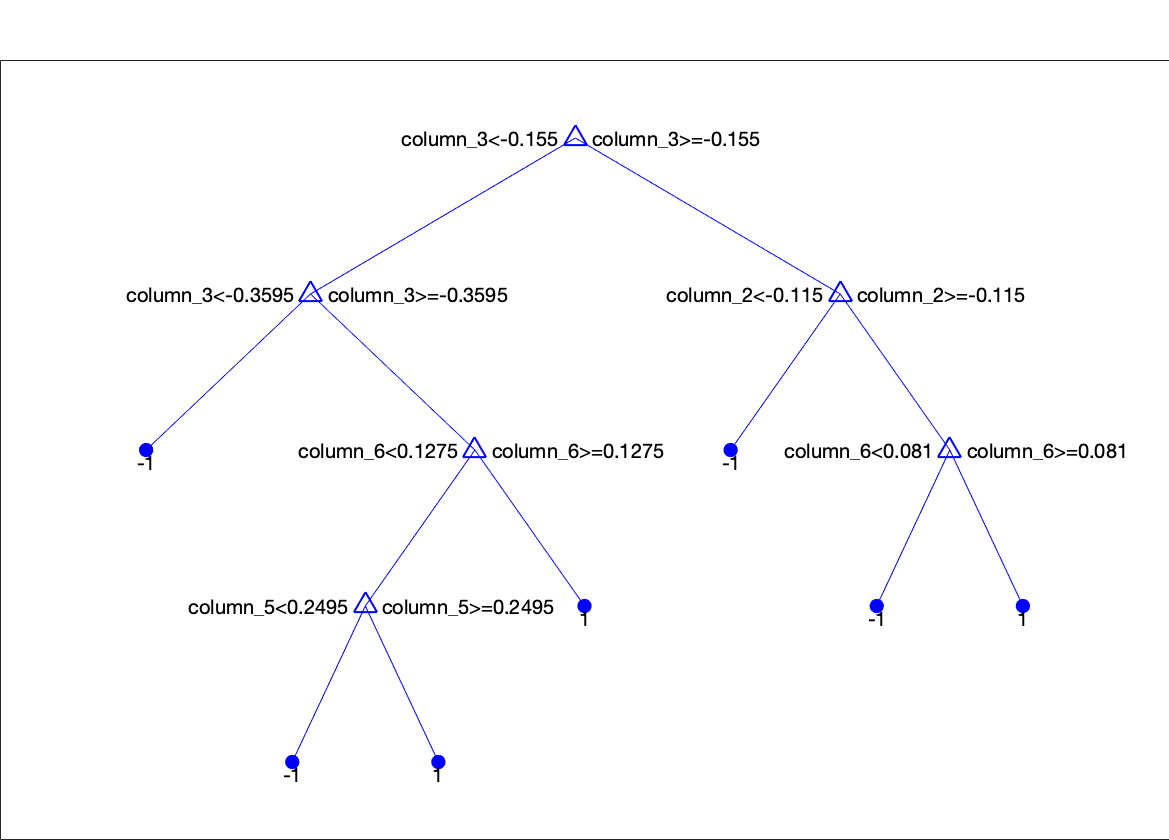 column_3<-0.155 column_3>=-0.155
column_3<-0.3595 column_3>=-0.3595 column_2<-0.115 column_2>=-0.115
-1 column_6<0.1275 column_6>=0.1275 -1 column_6<0.081 column_6>=0.081
column_5<0.2495 column_5>=0.2495 1 -1 1
-1 1